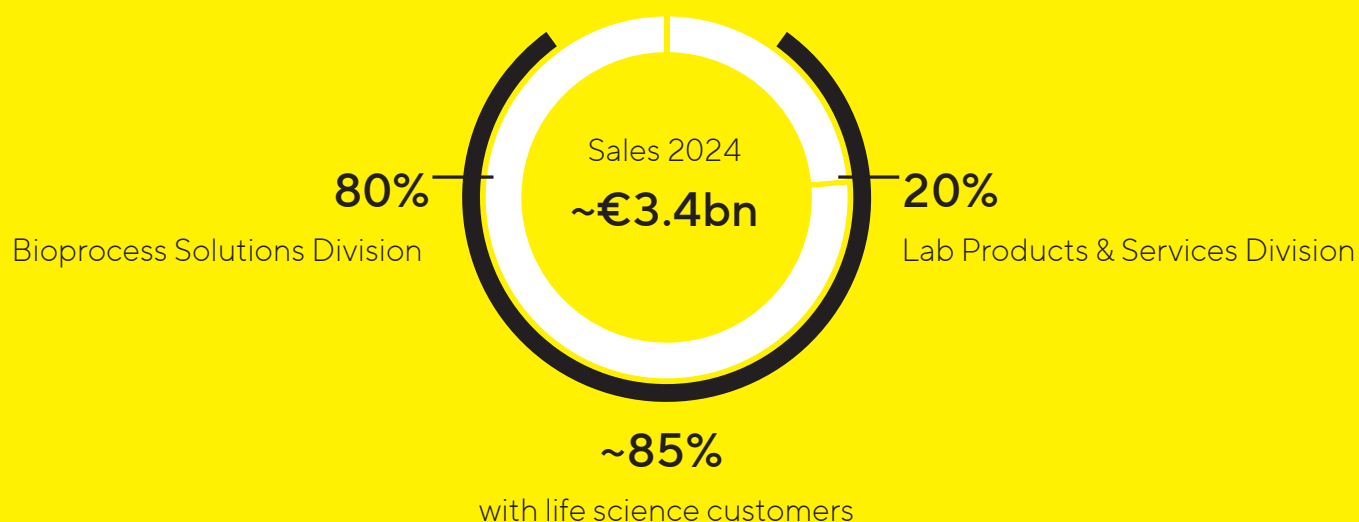 Sales 2024
~€3.4bn
80%
Bioprocess Solutions Division
20%
Lab Products & Services Division
~85%
with life science customers